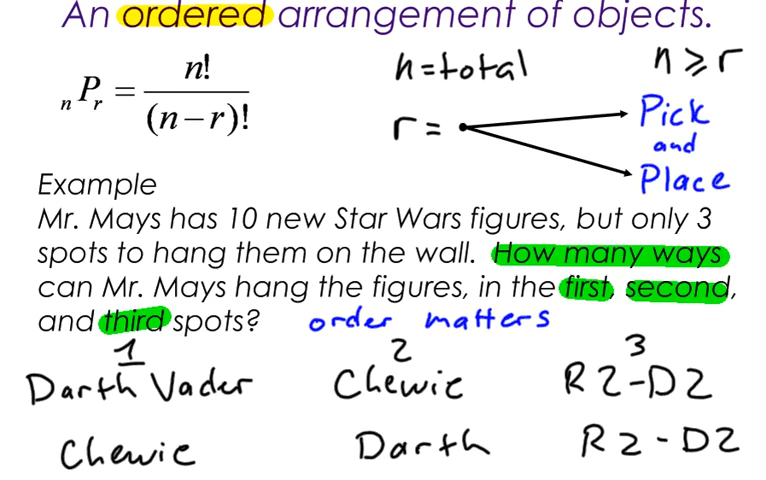 An ordered arrangement of objects.
nPr = n! / (n−r)!
n=total
n ≥ r
r =
Pick
and
Place
Example
Mr. Mays has 10 new Star Wars figures, but only 3
spots to hang them on the wall. How many ways
can Mr. Mays hang the figures, in the first, second,
and third spots? order matters
1 2 3
Darth Vader Chewie R2-D2
Chewie Darth R2-D2